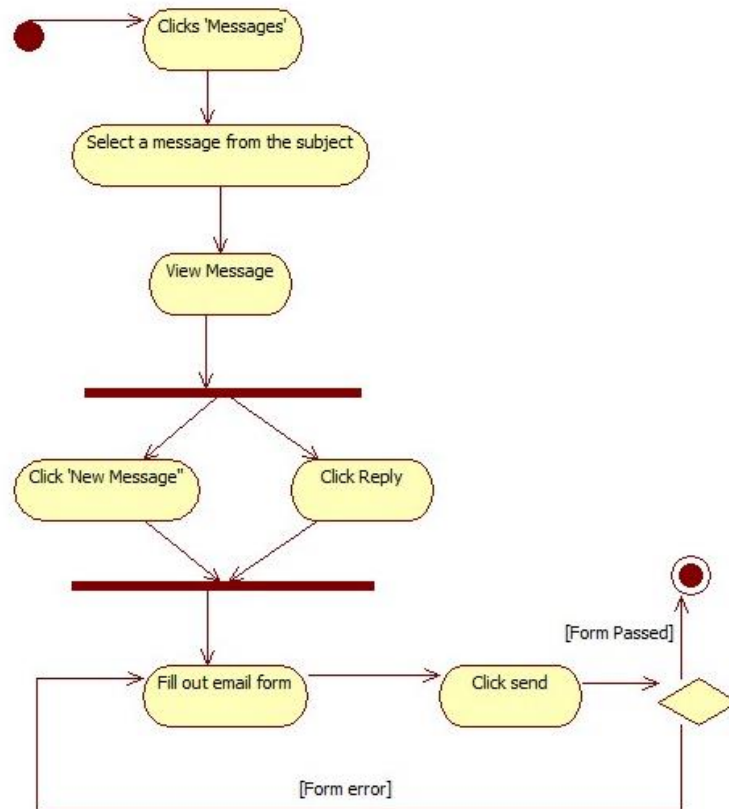 Clicks 'Messages'
Select a message from the subject
View Message
Click 'New Message"
Click Reply
[Form Passed]
Fill out email form
Click send
[Form error]